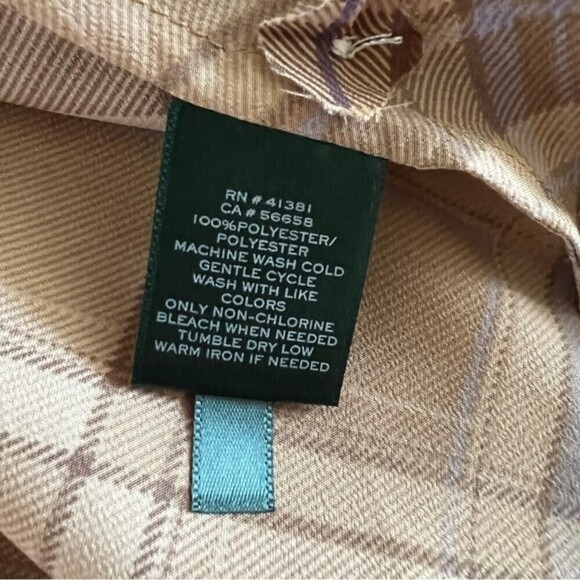 RN # 41381
CA # 56658
100%POLYESTER/
POLYESTER
MACHINE WASH COLD
GENTLE CYCLE
WASH WITH LIKE
COLORS
ONLY NON-CHLORINE
BLEACH WHEN NEEDED
TUMBLE DRY LOW
WARM IRON IF NEEDED